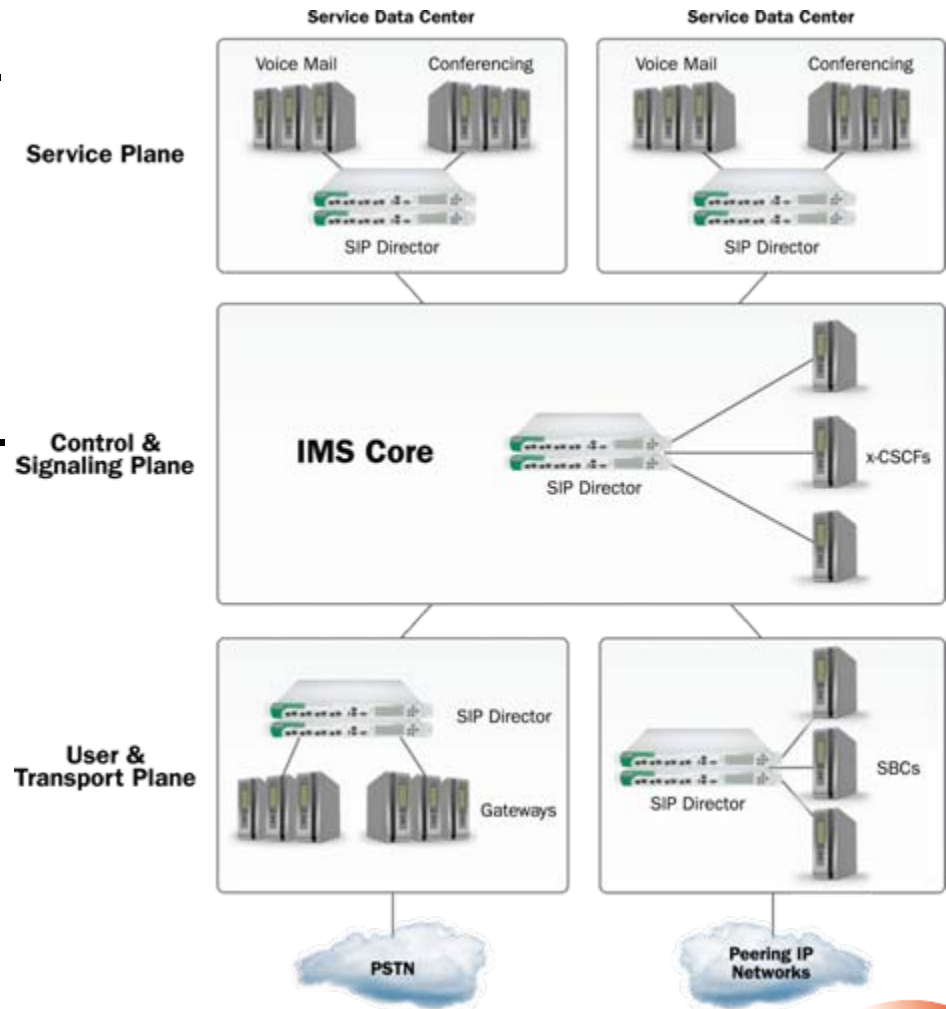 Service Data Center
Service Data Center
Service Plane
Voice Mail
Conferencing
SIP Director
Voice Mail
Conferencing
SIP Director
Control &
Signaling Plane
IMS Core
SIP Director
x-CSCFs
User &
Transport Plane
SIP Director
Gateways
SIP Director
SBCs
PSTN
Peering IP
Networks